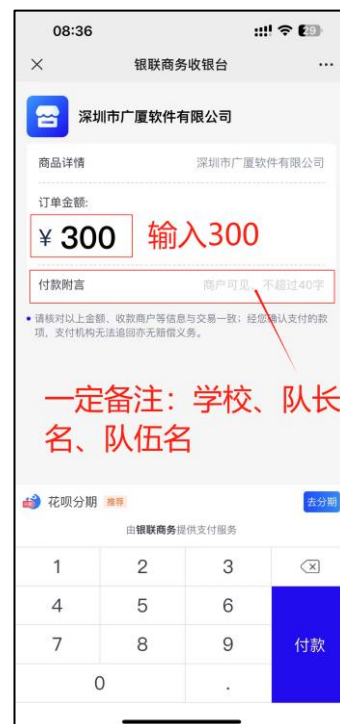 08:36
29
银联商务收银台
深圳市广厦软件有限公司
商品详情 深圳市广厦软件有限公司
订单金额:
¥ 300 输入300
付款附言 商户可见，不超过40字
请核对以上金额、收款商户等信息与交易一致；经您确认支付的款
项，支付机构无法追回亦无赔偿义务。
一定备注：学校、队长
名、队伍名
花呗分期 推荐 去分期
由银联商务提供支付服务
1 2 3
4 5 6
7 8 9 付款
0 .